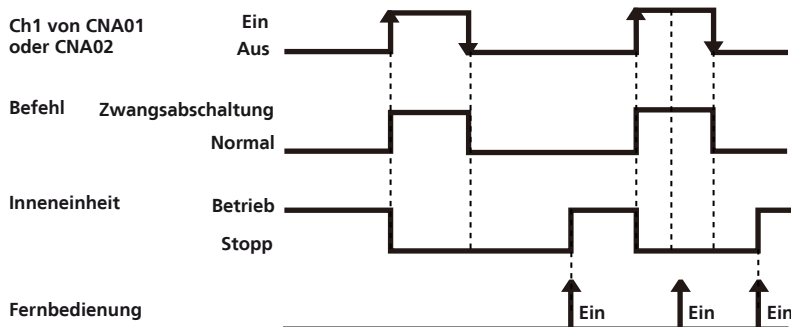 Ch1 von CNA01
oder CNA02
Ein
Aus
Befehl
Zwangsabschaltung
Normal
Inneneinheit
Betrieb
Stopp
Fernbedienung
Ein
Ein
Ein